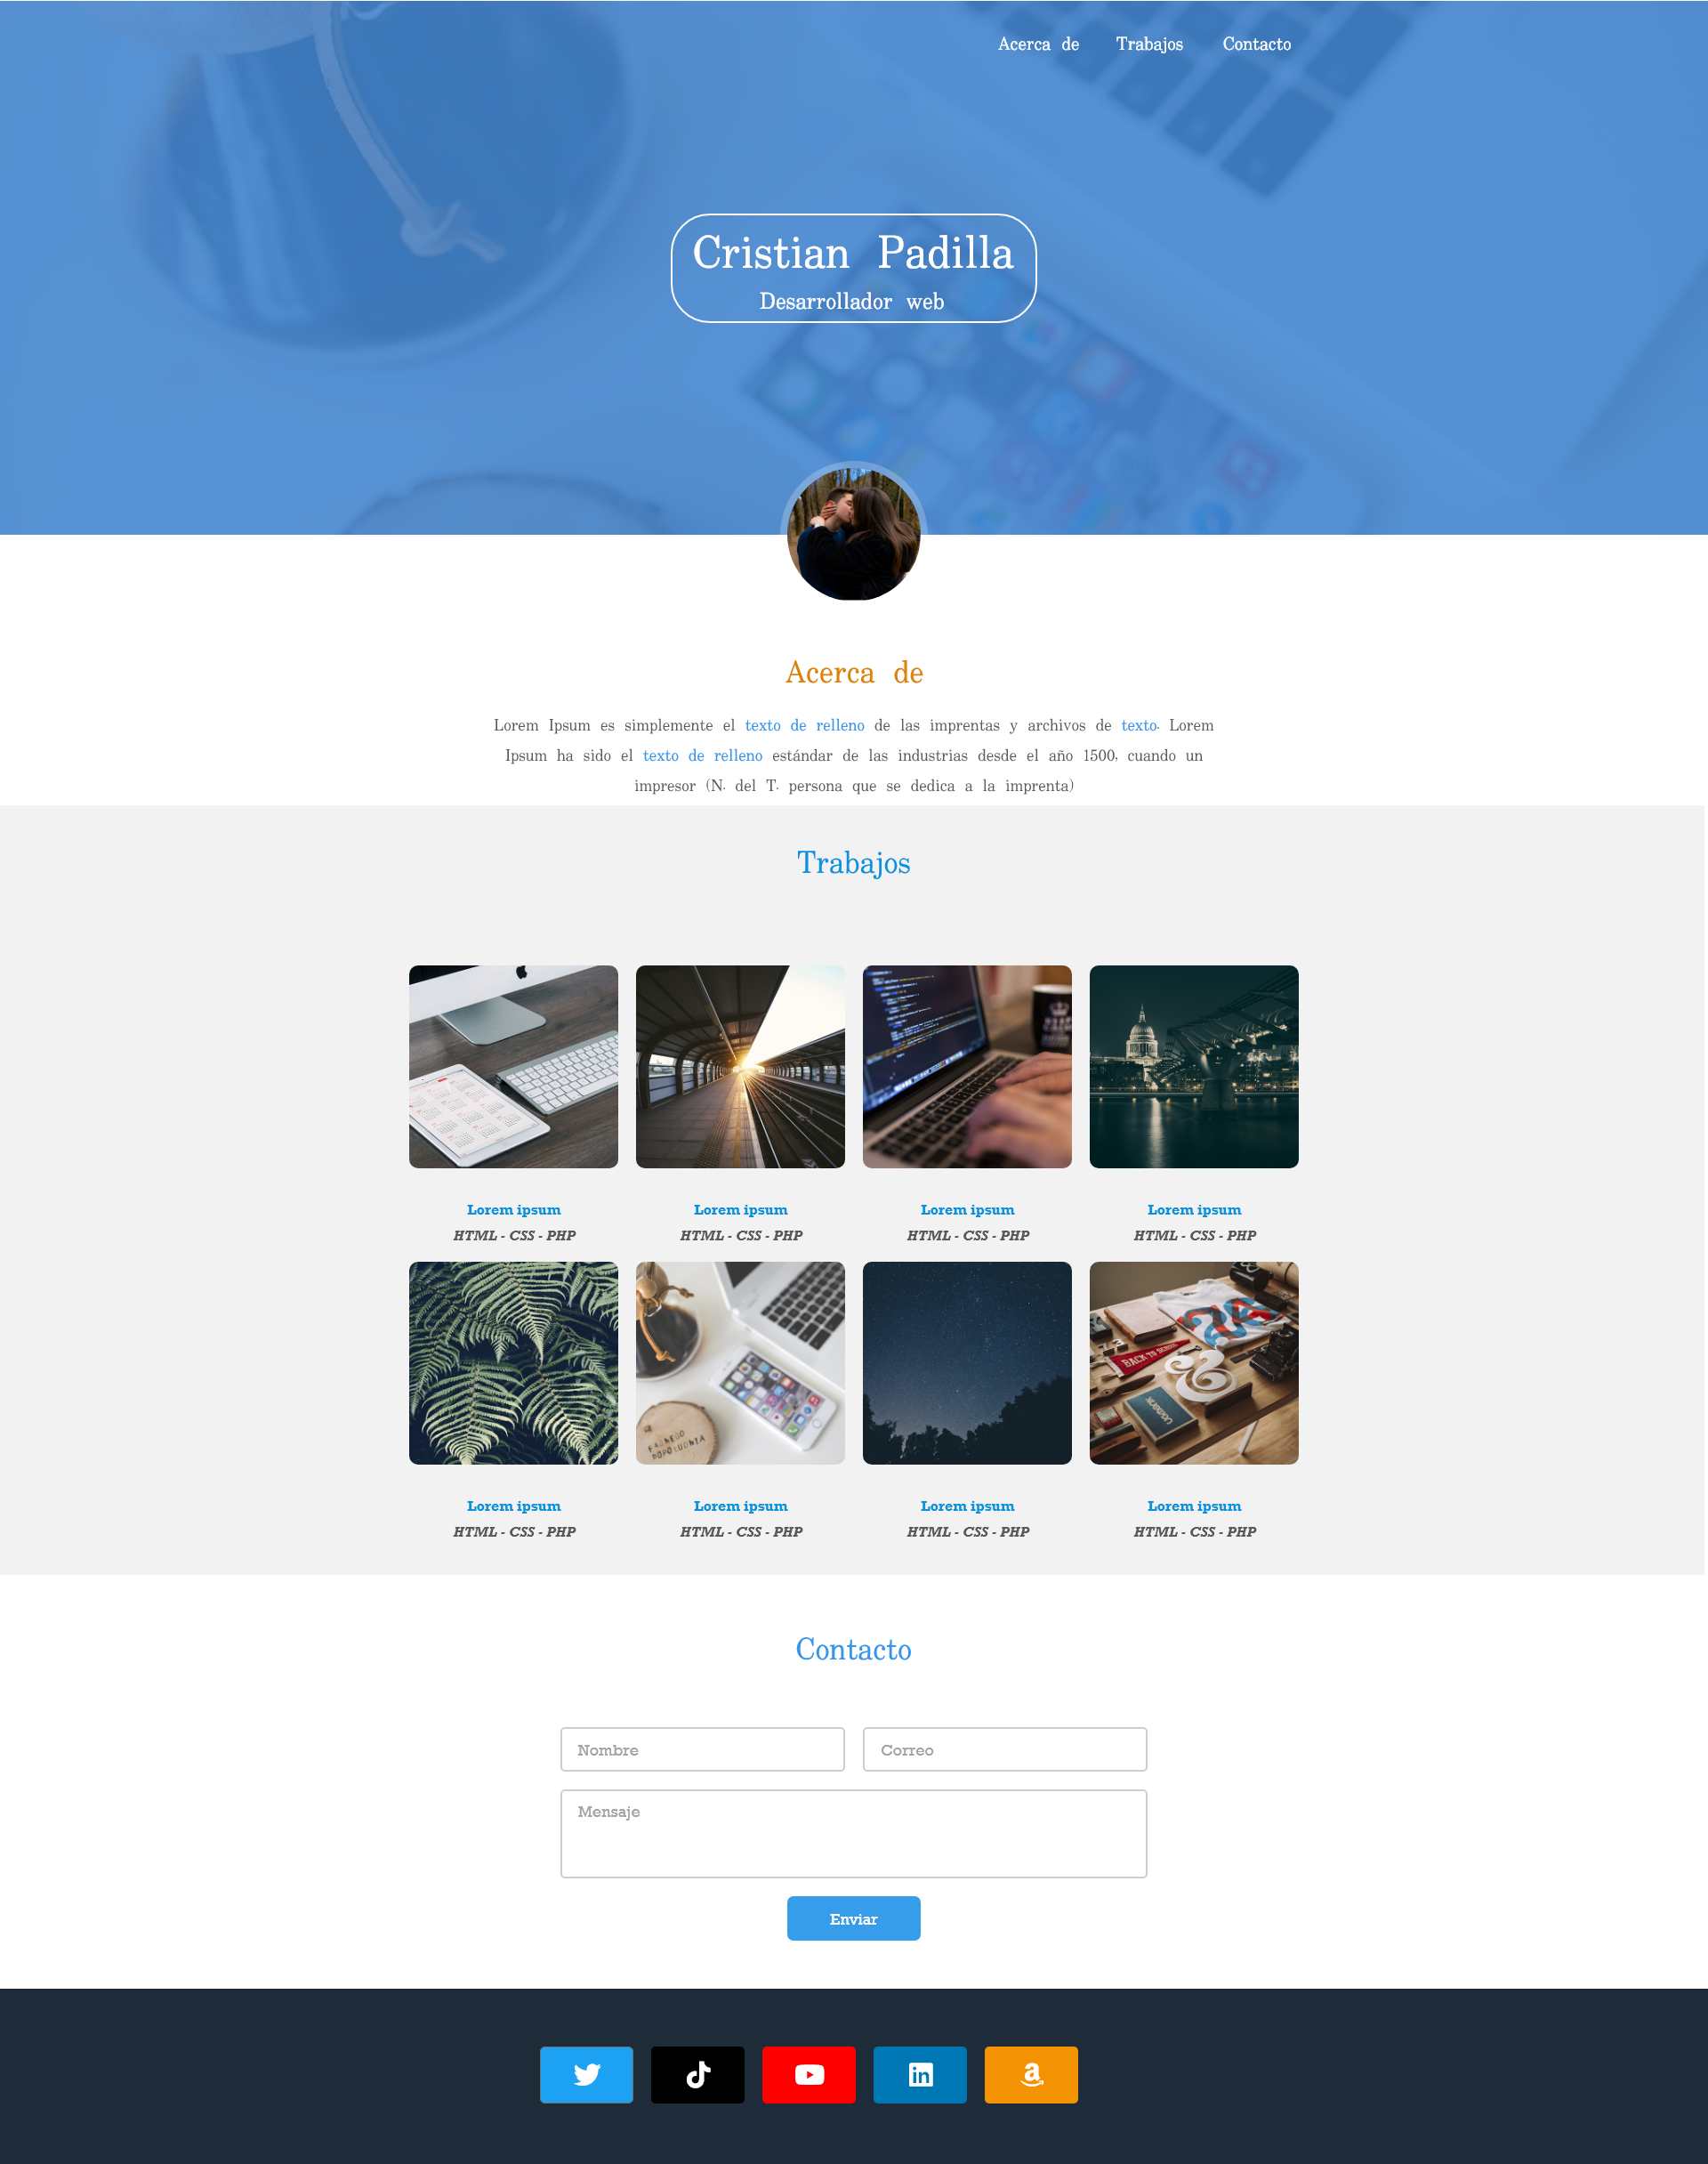 Acerca de Trabajos Contacto
Cristian Padilla
Desarrollador web
Acerca de
Lorem Ipsum es simplemente el texto de relleno de las imprentas y archivos de texto. Lorem
Ipsum ha sido el texto de relleno estándar de las industrias desde el año 1500, cuando un
impresor (N. del T. persona que se dedica a la imprenta)
Trabajos
Lorem ipsum Lorem ipsum Lorem ipsum Lorem ipsum
HTML - CSS - PHP HTML - CSS - PHP HTML - CSS - PHP HTML - CSS - PHP
BACK TO SCHOOL
&
Lorem ipsum Lorem ipsum Lorem ipsum Lorem ipsum
HTML - CSS - PHP HTML - CSS - PHP HTML - CSS - PHP HTML - CSS - PHP
Contacto
Nombre Correo
Mensaje
Enviar
in